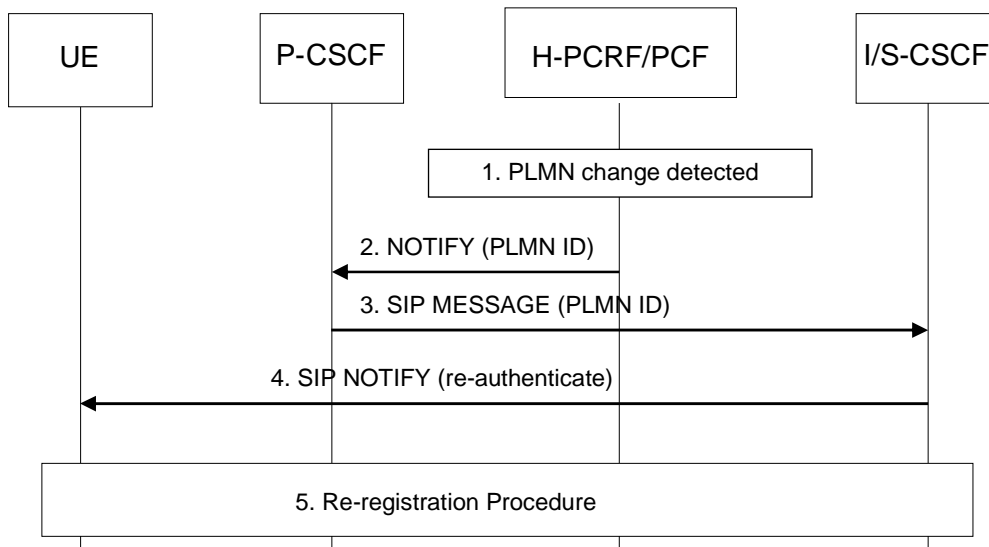 UE
P-CSCF
H-PCRF/PCF
I/S-CSCF
1. PLMN change detected
2. NOTIFY (PLMN ID)
3. SIP MESSAGE (PLMN ID)
4. SIP NOTIFY (re-authenticate)
5. Re-registration Procedure